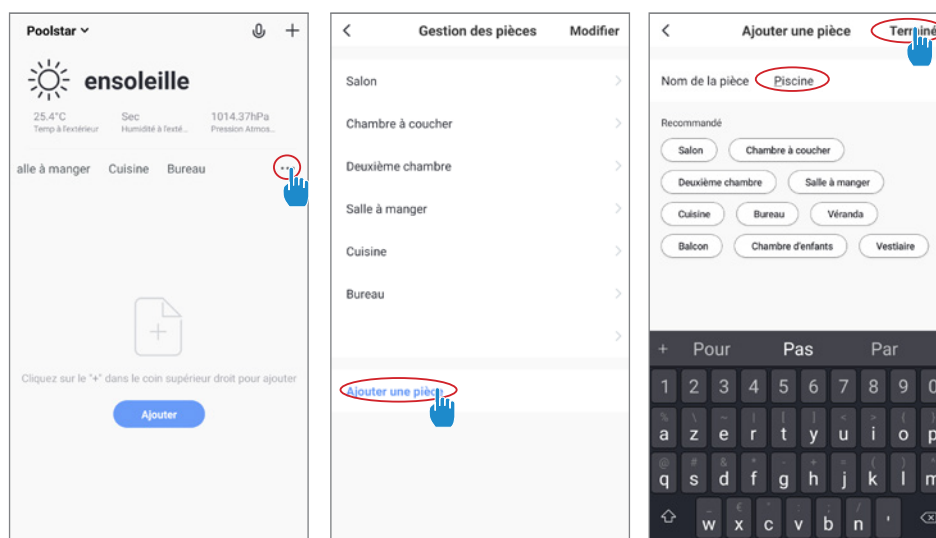 Poolstar
ensoleille
25.4°C Sec 1014.37hPa
Temp à l'extérieur Humidité à l'exté... Pression Atmos...
alle à manger Cuisine Bureau ...
Cliquez sur le "+" dans le coin supérieur droit pour ajouter
Ajouter
Gestion des pièces Modifier
Salon
Chambre à coucher
Deuxième chambre
Salle à manger
Cuisine
Bureau
Ajouter une pièce
Ajouter une pièce Terminé
Nom de la pièce Piscine
Recommandé
Salon Chambre à coucher
Deuxième chambre Salle à manger
Cuisine Bureau Véranda
Balcon Chambre d'enfants Vestiaire
+ Pour Pas Par
1 2 3 4 5 6 7 8 9 0
a z e r t y u i o p
q s d f g h j k l m
w x c v b n '